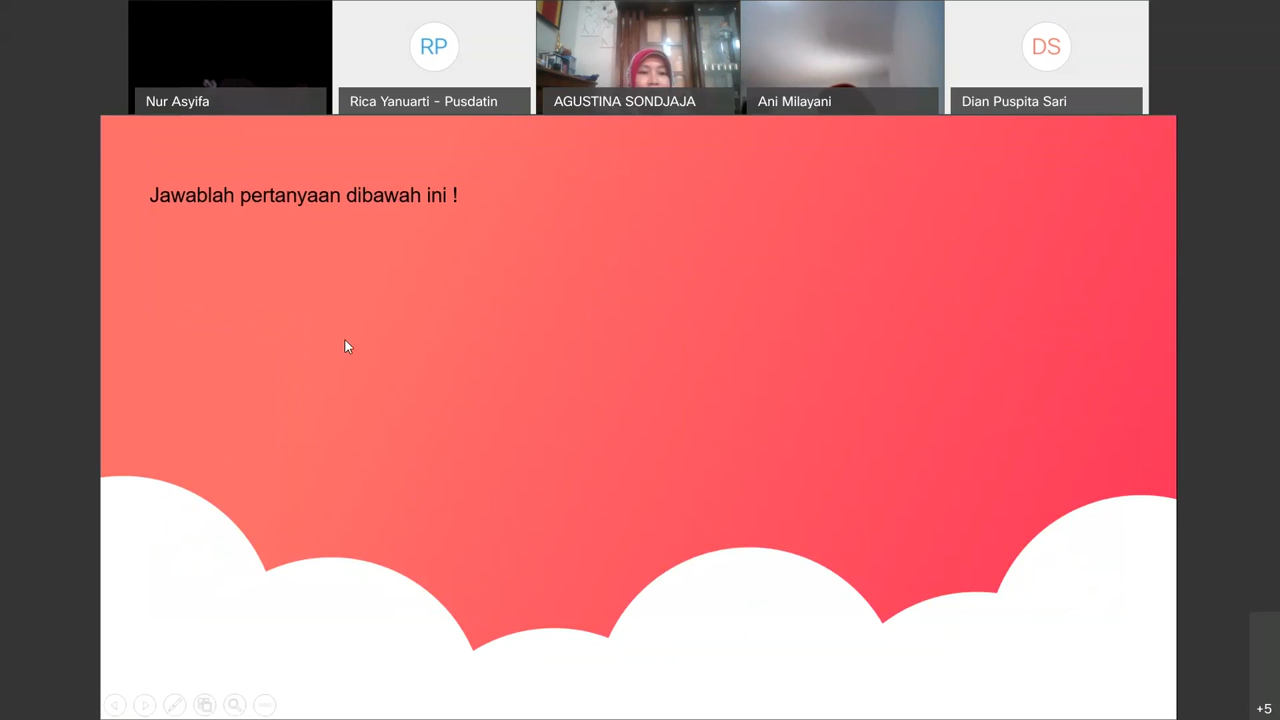 RP
DS
Nur Asyifa
Rica Yanuarti - Pusdatin
AGUSTINA SONDJAJA
Ani Milayani
Dian Puspita Sari
Jawablah pertanyaan dibawah ini !
+5